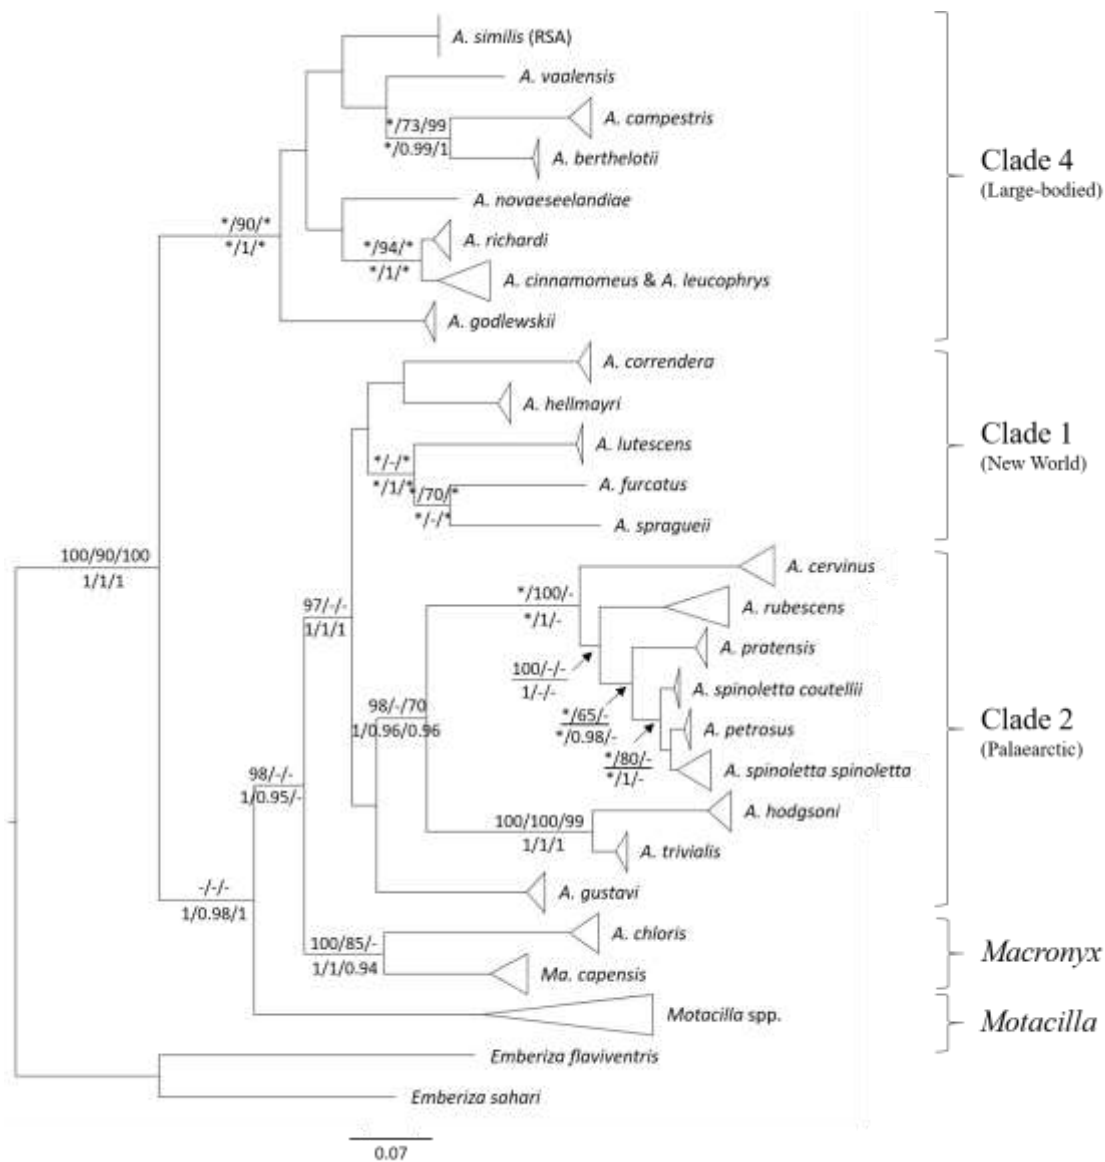 A. similis (RSA)
A. vaalensis
A. campestris
*/73/99
*/0.99/1
A. berthelotii
Clade 4
(Large-bodied)
A. novaeseelandiae
*/90/*
*/1/*
A. richardi
*/94/*
*/1/*
A. cinnamomeus & A. leucophrys
A. godlewskii
A. correndera
A. hellmayri
A. lutescens
Clade 1
(New World)
*/-/*
*/1/*
A. furcatus
*/70/*
*/-/*
A. spragueii
100/90/100
1/1/1
A. cervinus
*/100/-
*/1/-
A. rubescens
97/-/-
1/1/1
A. pratensis
100/-/-
1/-/-
A. spinoletta coutellii
98/-/70
1/0.96/0.96
*/65/-
*/0.98/-
A. petrosus
Clade 2
(Palaearctic)
*/80/-
*/1/-
A. spinoletta spinoletta
98/-/-
1/0.95/-
A. hodgsoni
100/100/99
1/1/1
A. trivialis
-/-/-
1/0.98/1
A. gustavi
A. chloris
100/85/-
1/1/0.94
Macronyx
Ma. capensis
Motacilla spp.
Motacilla
Emberiza flaviventris
Emberiza sahari
0.07